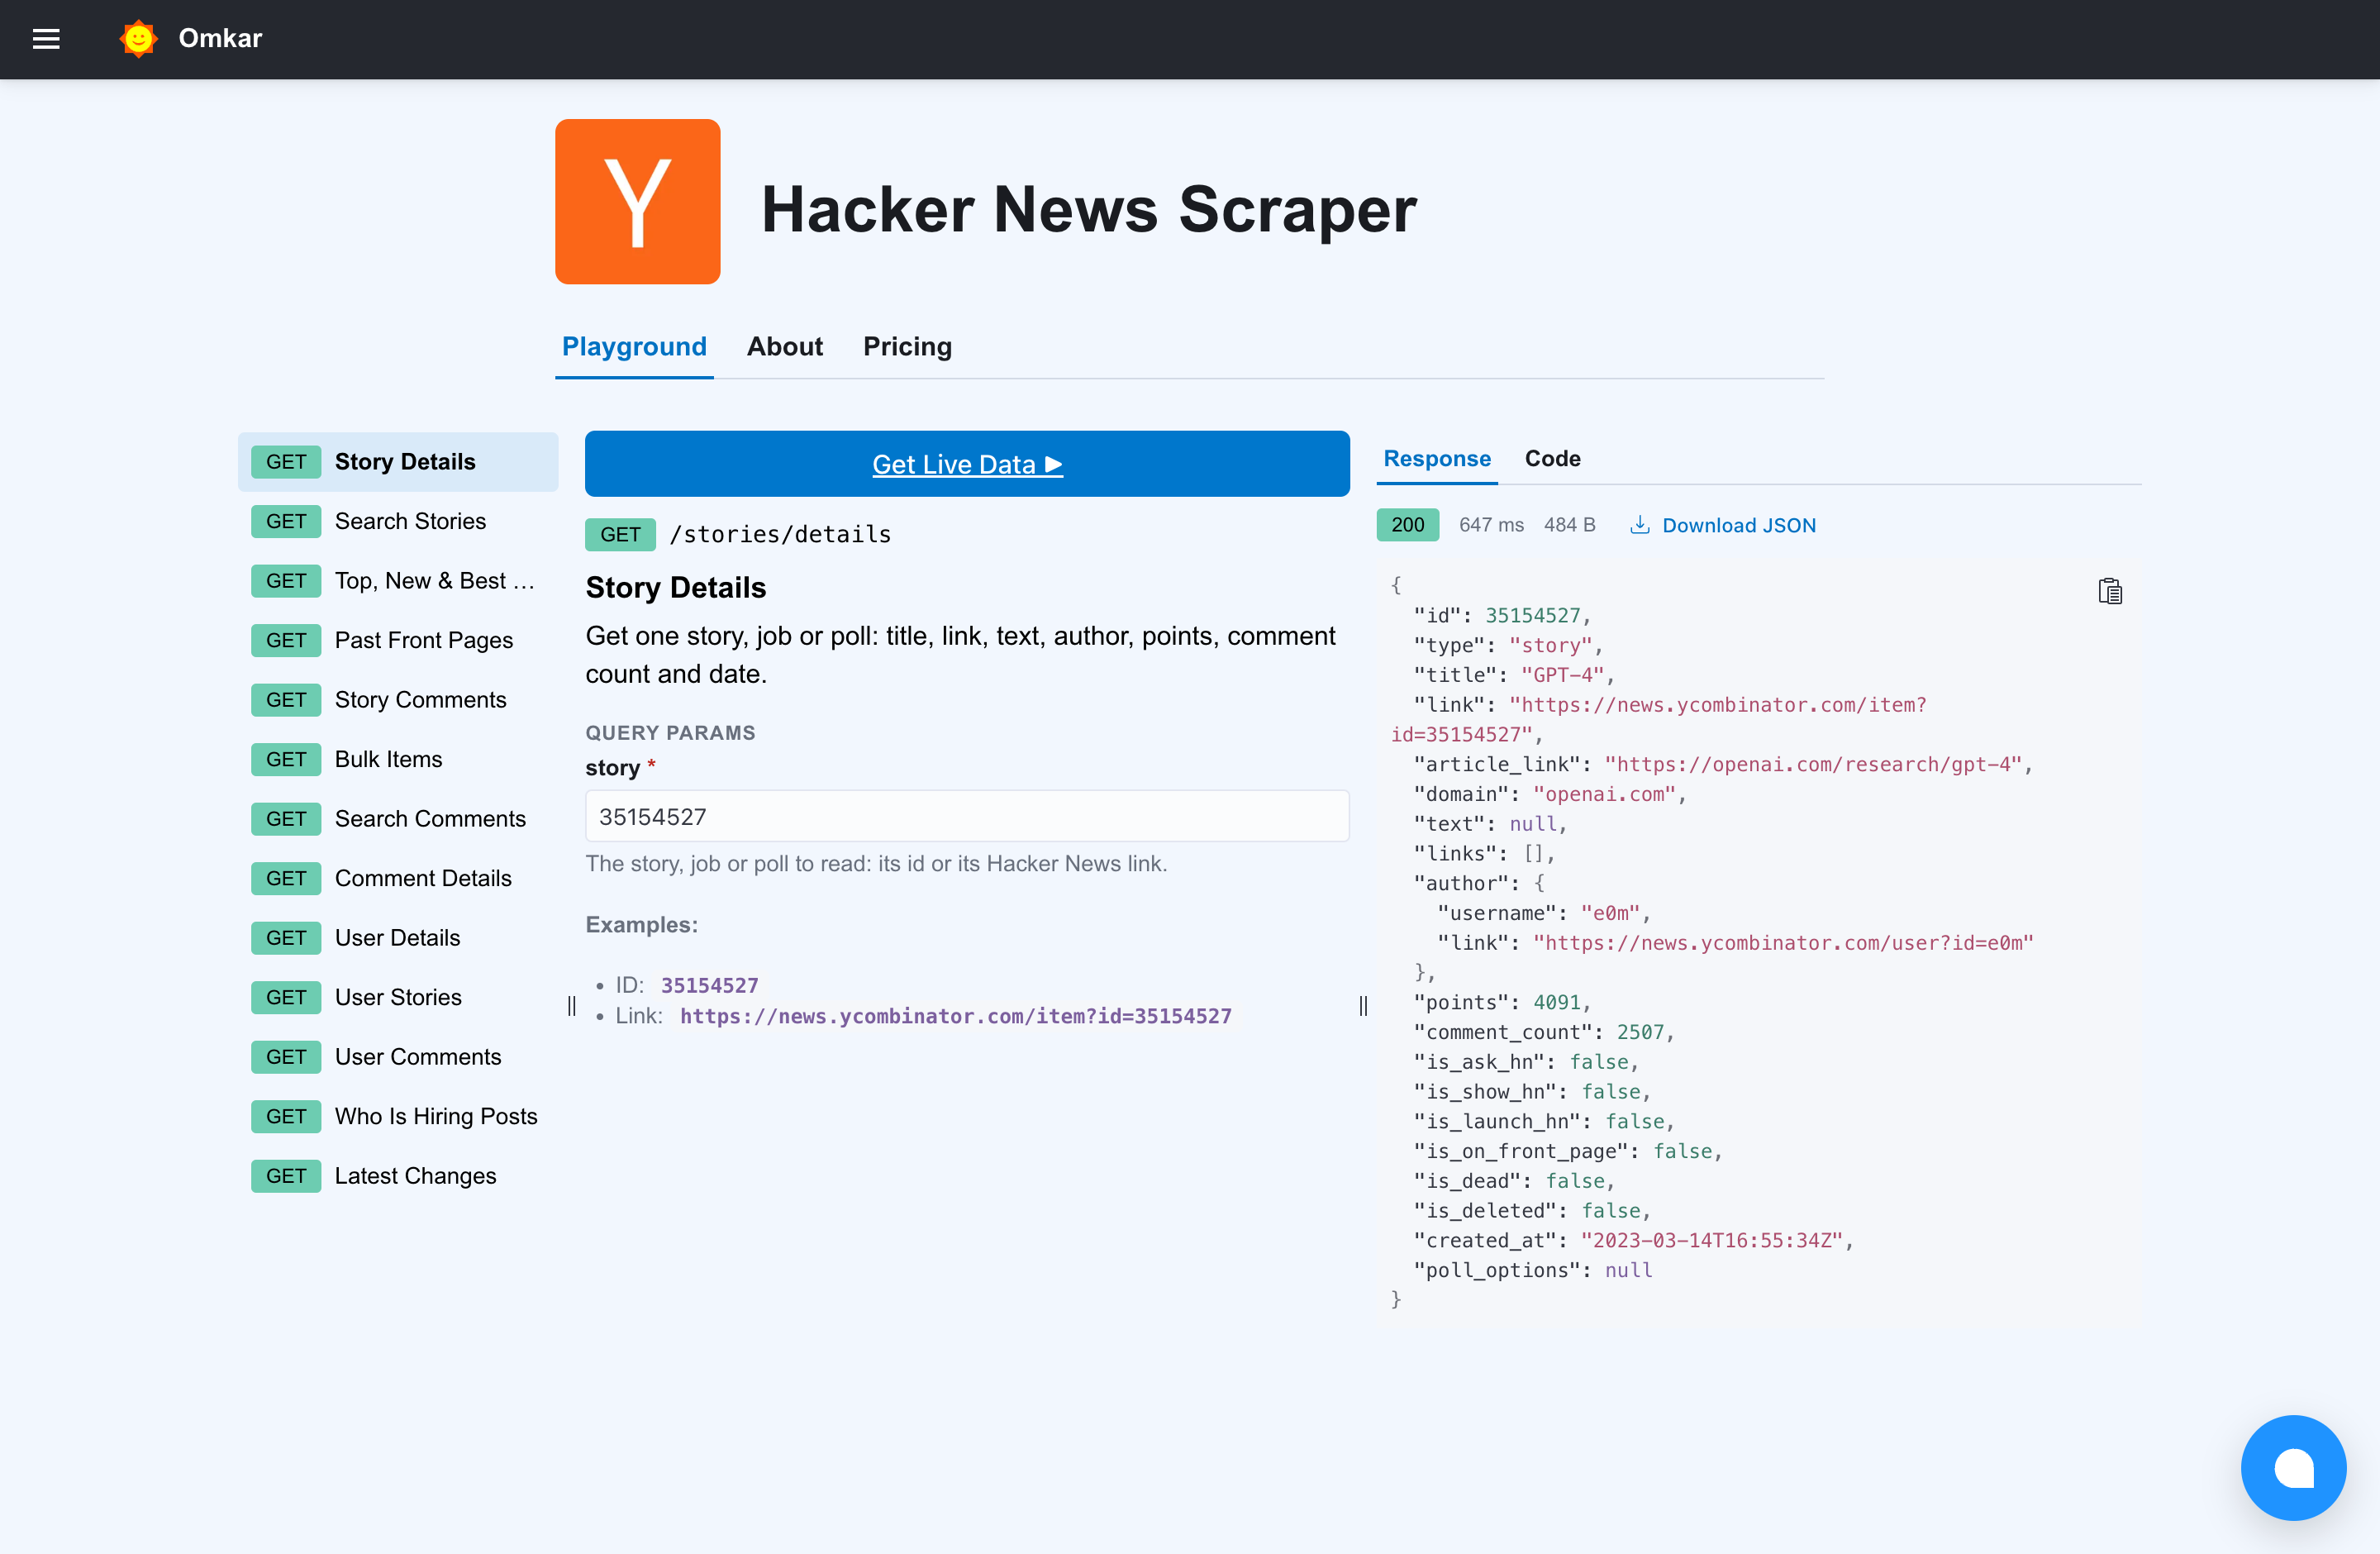 Omkar
Y
Hacker News Scraper
Playground
About
Pricing
GET Story Details
GET Search Stories
GET Top, New & Best …
GET Past Front Pages
GET Story Comments
GET Bulk Items
GET Search Comments
GET Comment Details
GET User Details
GET User Stories
GET User Comments
GET Who Is Hiring Posts
GET Latest Changes
Get Live Data ▶
GET /stories/details
Story Details
Get one story, job or poll: title, link, text, author, points, comment
count and date.
QUERY PARAMS
story *
35154527
The story, job or poll to read: its id or its Hacker News link.
Examples:
• ID: 35154527
• Link: https://news.ycombinator.com/item?id=35154527
Response
Code
200 647 ms 484 B Download JSON
{
"id": 35154527,
"type": "story",
"title": "GPT-4",
"link": "https://news.ycombinator.com/item?
id=35154527",
"article_link": "https://openai.com/research/gpt-4",
"domain": "openai.com",
"text": null,
"links": [],
"author": {
"username": "e0m",
"link": "https://news.ycombinator.com/user?id=e0m"
},
"points": 4091,
"comment_count": 2507,
"is_ask_hn": false,
"is_show_hn": false,
"is_launch_hn": false,
"is_on_front_page": false,
"is_dead": false,
"is_deleted": false,
"created_at": "2023-03-14T16:55:34Z",
"poll_options": null
}